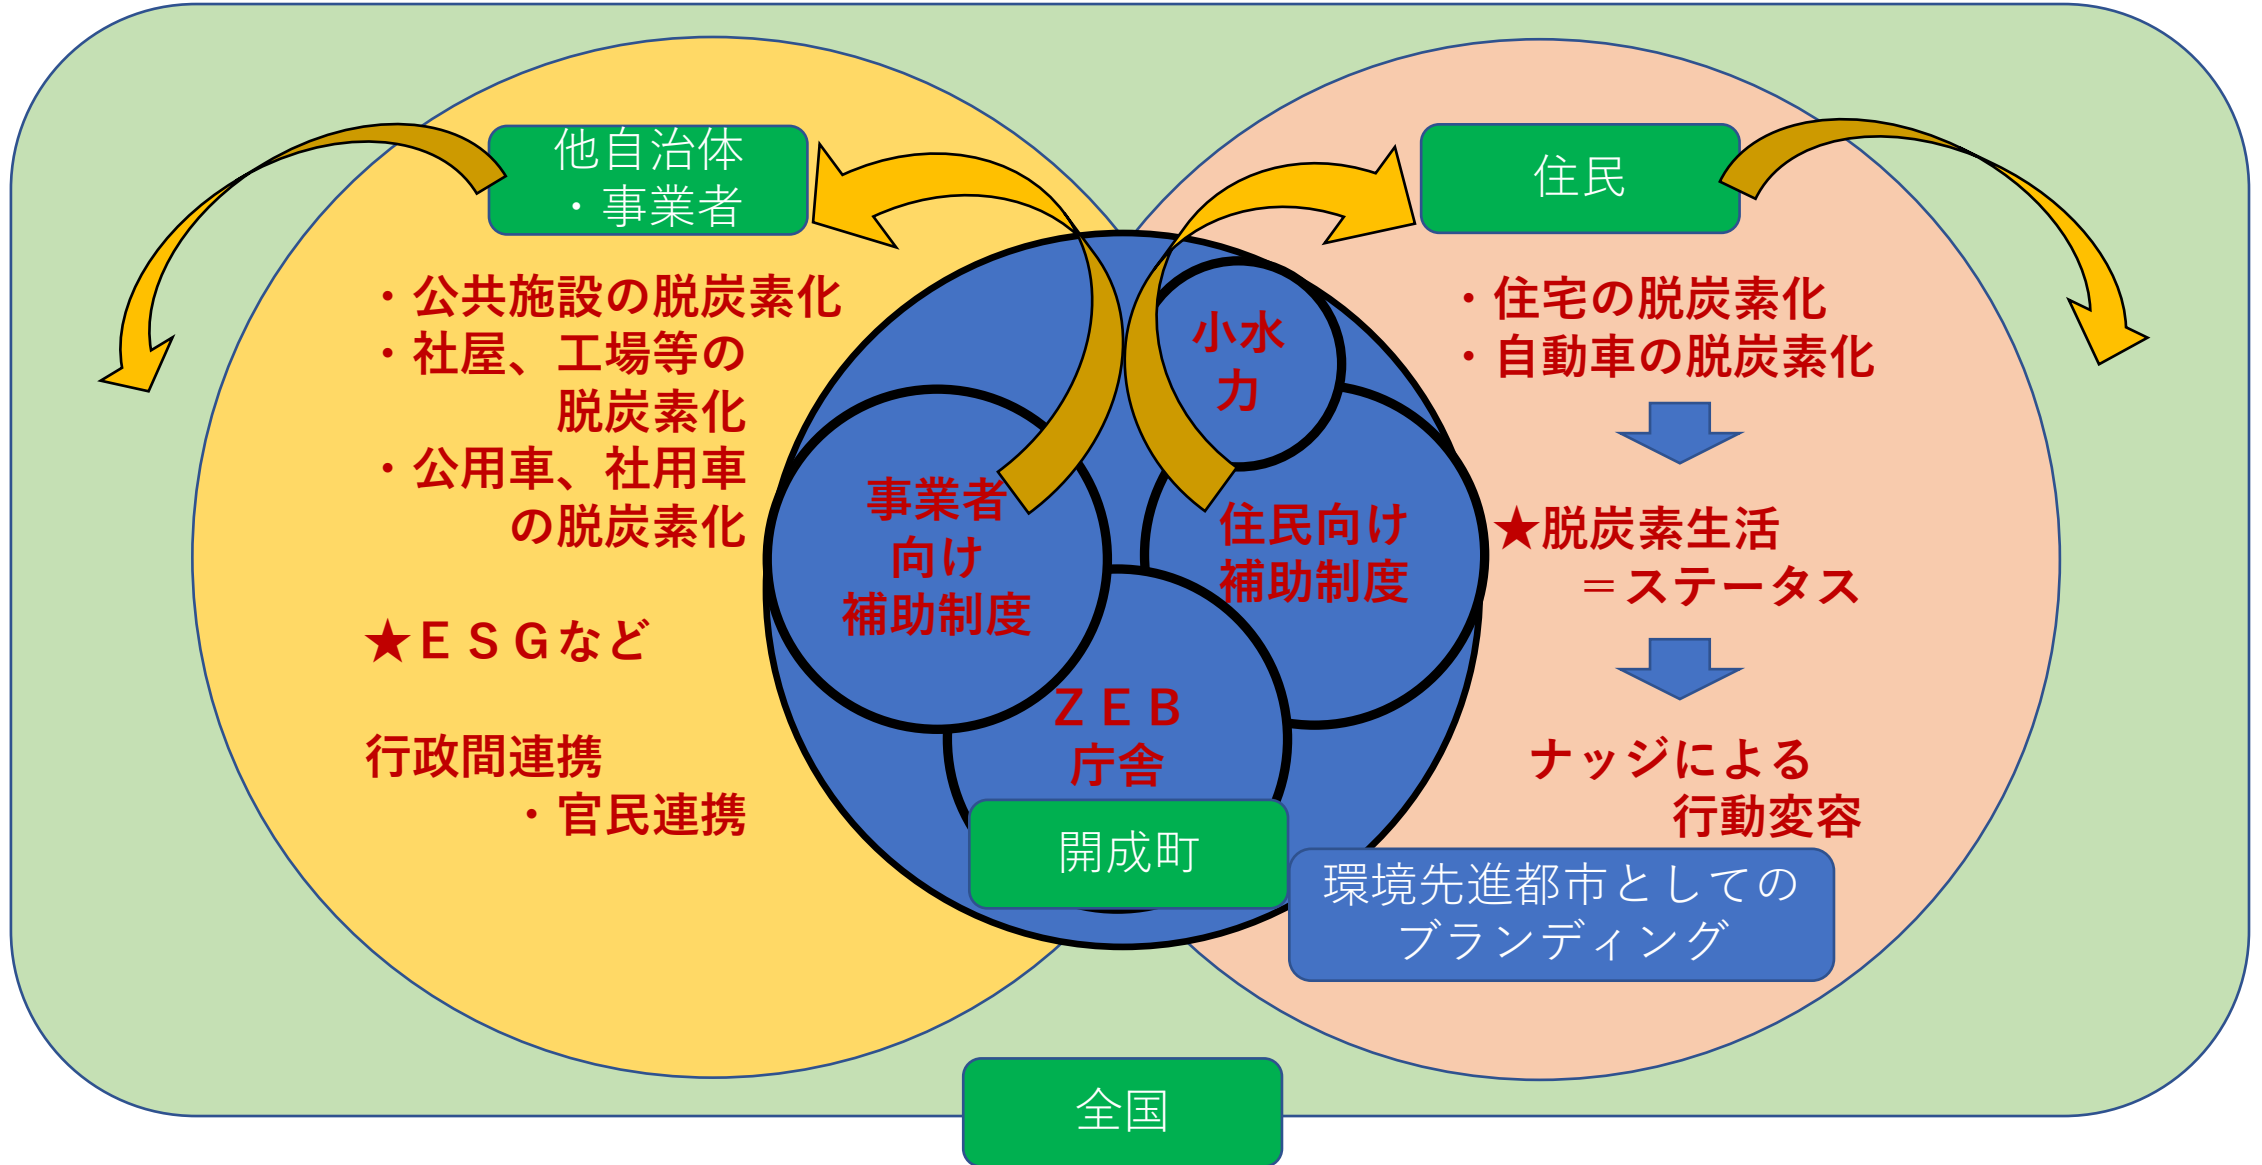 他自治体
・事業者
・公共施設の脱炭素化
・社屋、工場等の
脱炭素化
・公用車、社用車
の脱炭素化
★ＥＳＧなど
行政間連携
・官民連携
小水
力
事業者
向け
補助制度
住民向け
補助制度
ＺＥＢ
庁舎
開成町
住民
・住宅の脱炭素化
・自動車の脱炭素化
★脱炭素生活
＝ステータス
ナッジによる
行動変容
環境先進都市としての
ブランディング
全国